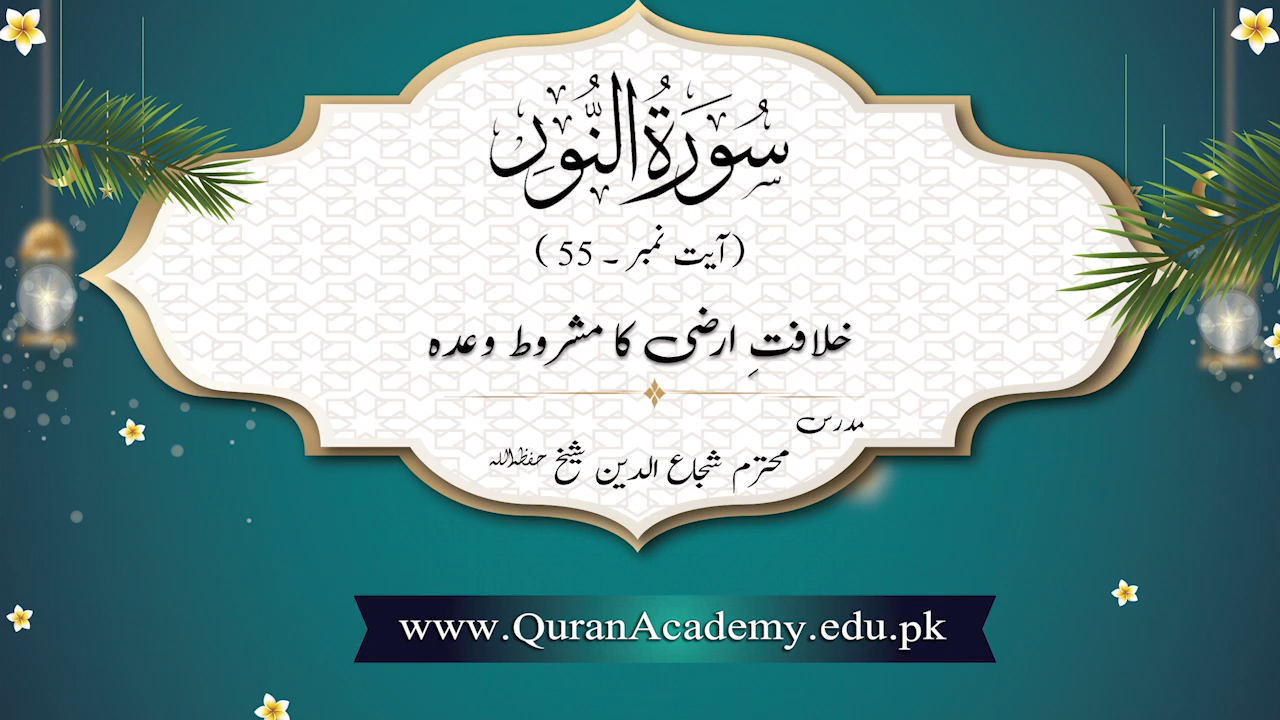 سُورَةُ النُّورِ
(آیت نمبر ۔ 55)
خلافتِ ارضی کا مشروط وعدہ
مدرس
محترم شجاع الدین شیخ حفظہ اللہ
www.QuranAcademy.edu.pk